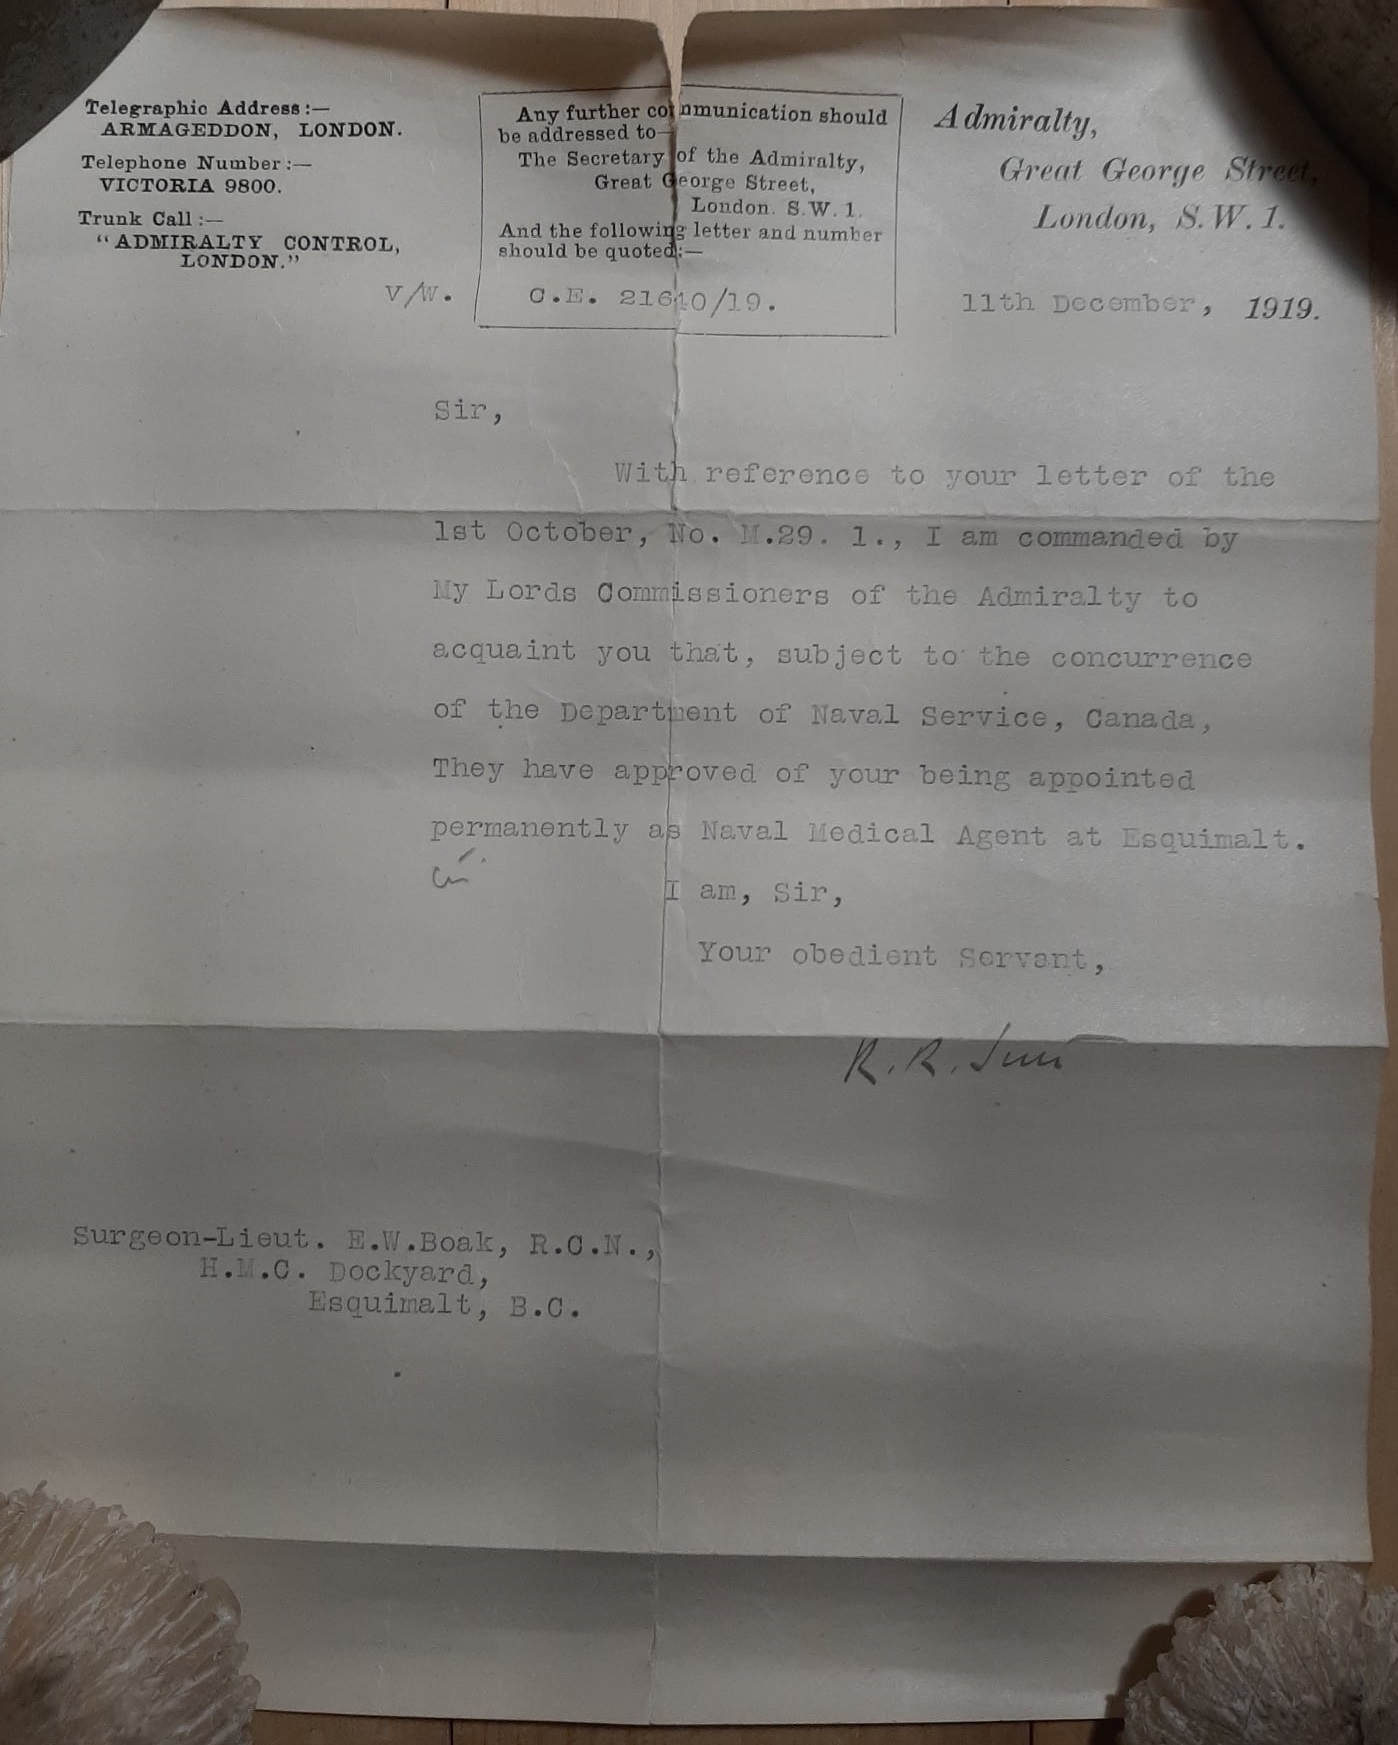 Telegraphic Address:—
ARMAGEDDON, LONDON.
Telephone Number:—
VICTORIA 9800.
Trunk Call:—
"ADMIRALTY CONTROL,
LONDON."
V/W.
Any further communication should
be addressed to—
The Secretary of the Admiralty,
Great George Street,
London. S.W.1.
And the following letter and number
should be quoted:—
C.E. 21640/19.
Admiralty,
Great George Street,
London, S.W.1.
11th December, 1919.
Sir,
With reference to your letter of the
1st October, No. M.29. 1., I am commanded by
My Lords Commissioners of the Admiralty to
acquaint you that, subject to the concurrence
of the Department of Naval Service, Canada,
They have approved of your being appointed
permanently as Naval Medical Agent at Esquimalt.
I am, Sir,
Your obedient Servant,
R. R.
Surgeon-Lieut. E.W.Boak, R.C.N.,
H.M.C. Dockyard,
Esquimalt, B.C.